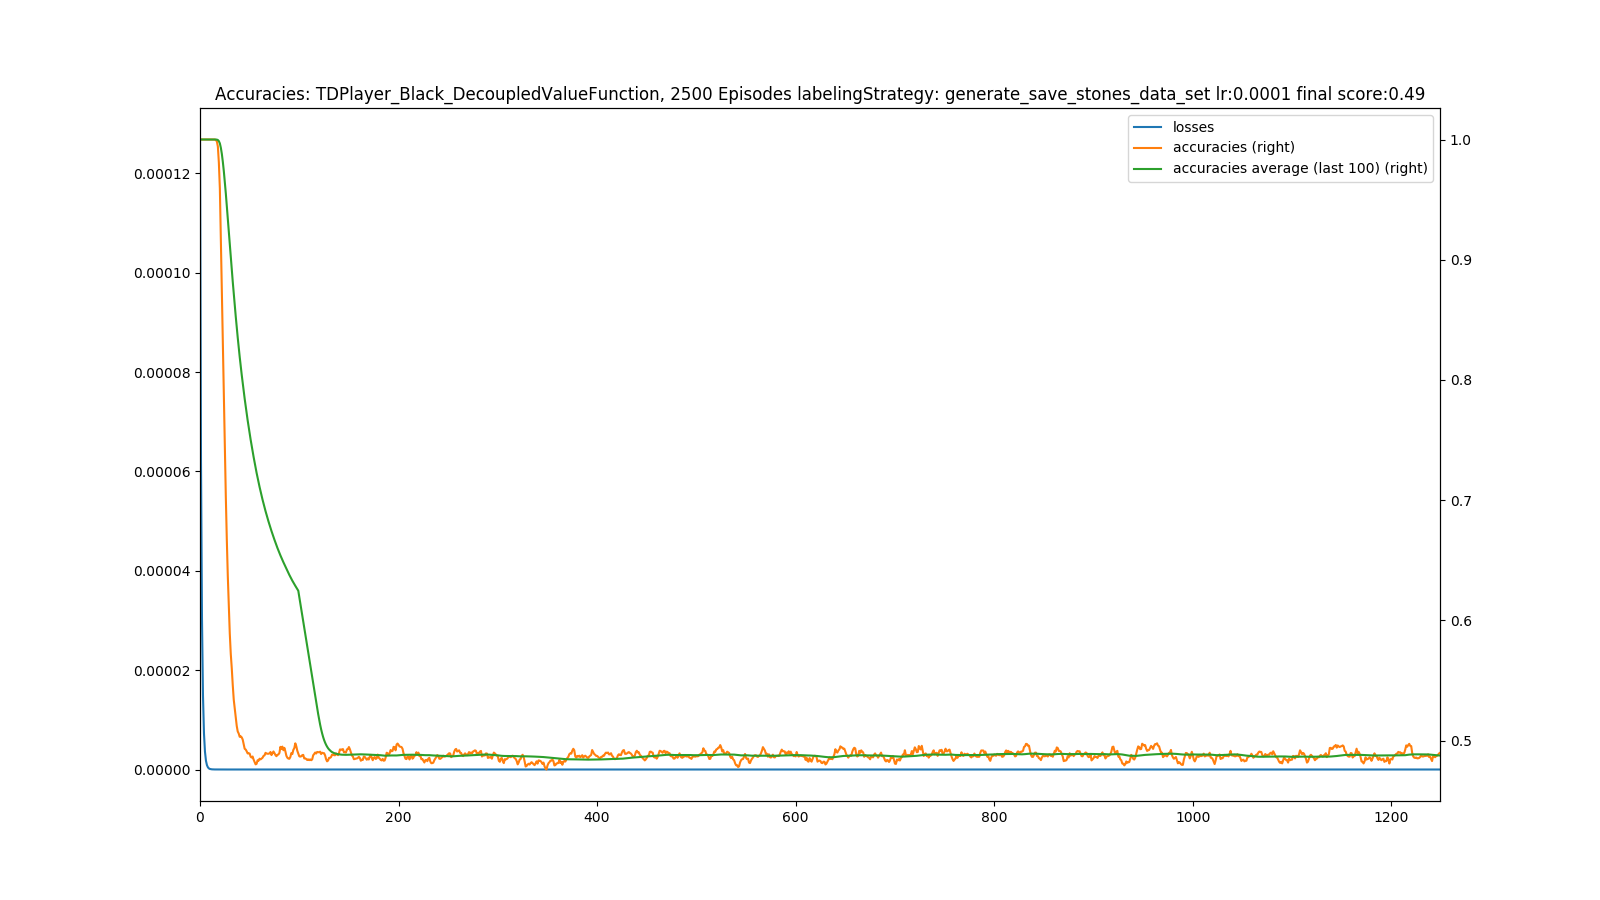 Accuracies: TDPlayer_Black_DecoupledValueFunction, 2500 Episodes labelingStrategy: generate_save_stones_data_set lr:0.0001 final score:0.49
losses
accuracies (right)
accuracies average (last 100) (right)
0.00012
0.00010
0.00008
0.00006
0.00004
0.00002
0.00000
1.0
0.9
0.8
0.7
0.6
0.5
0 200 400 600 800 1000 1200